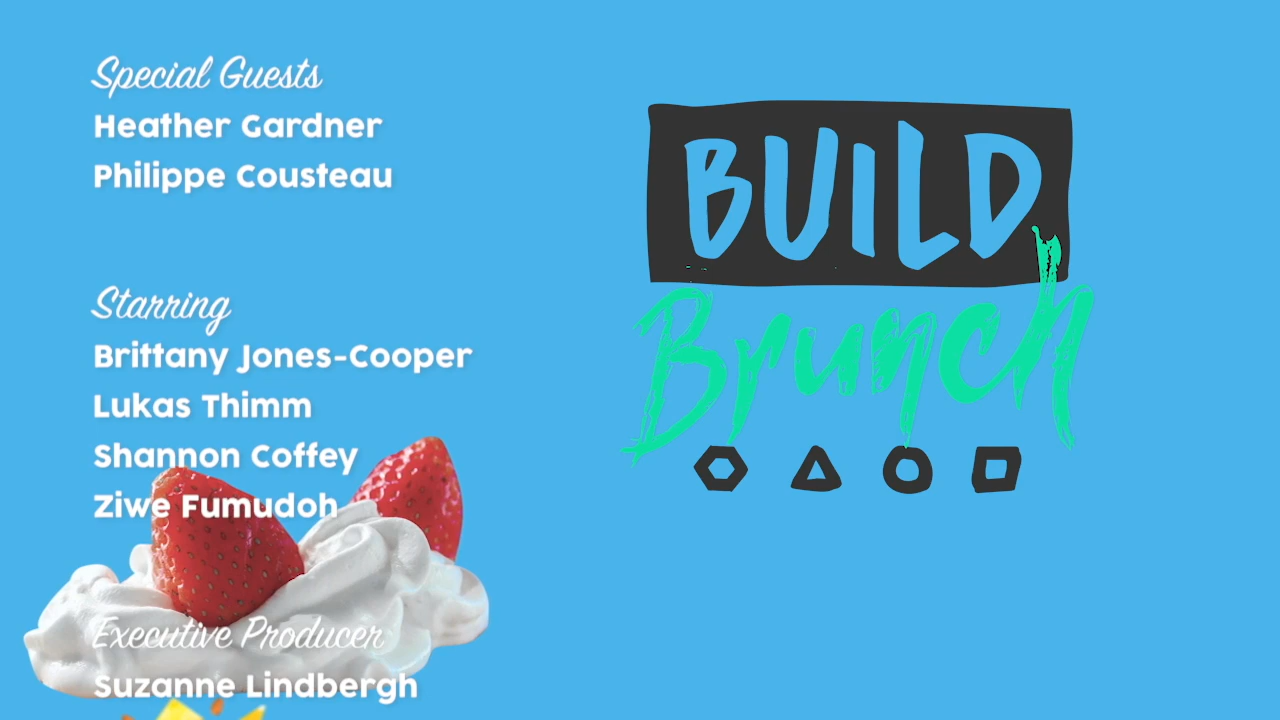 Special Guests
Heather Gardner
Philippe Cousteau
Starring
Brittany Jones-Cooper
Lukas Thimm
Shannon Coffey
Ziwe Fumudoh
Executive Producer
Suzanne Lindbergh
BUILD
Brunch